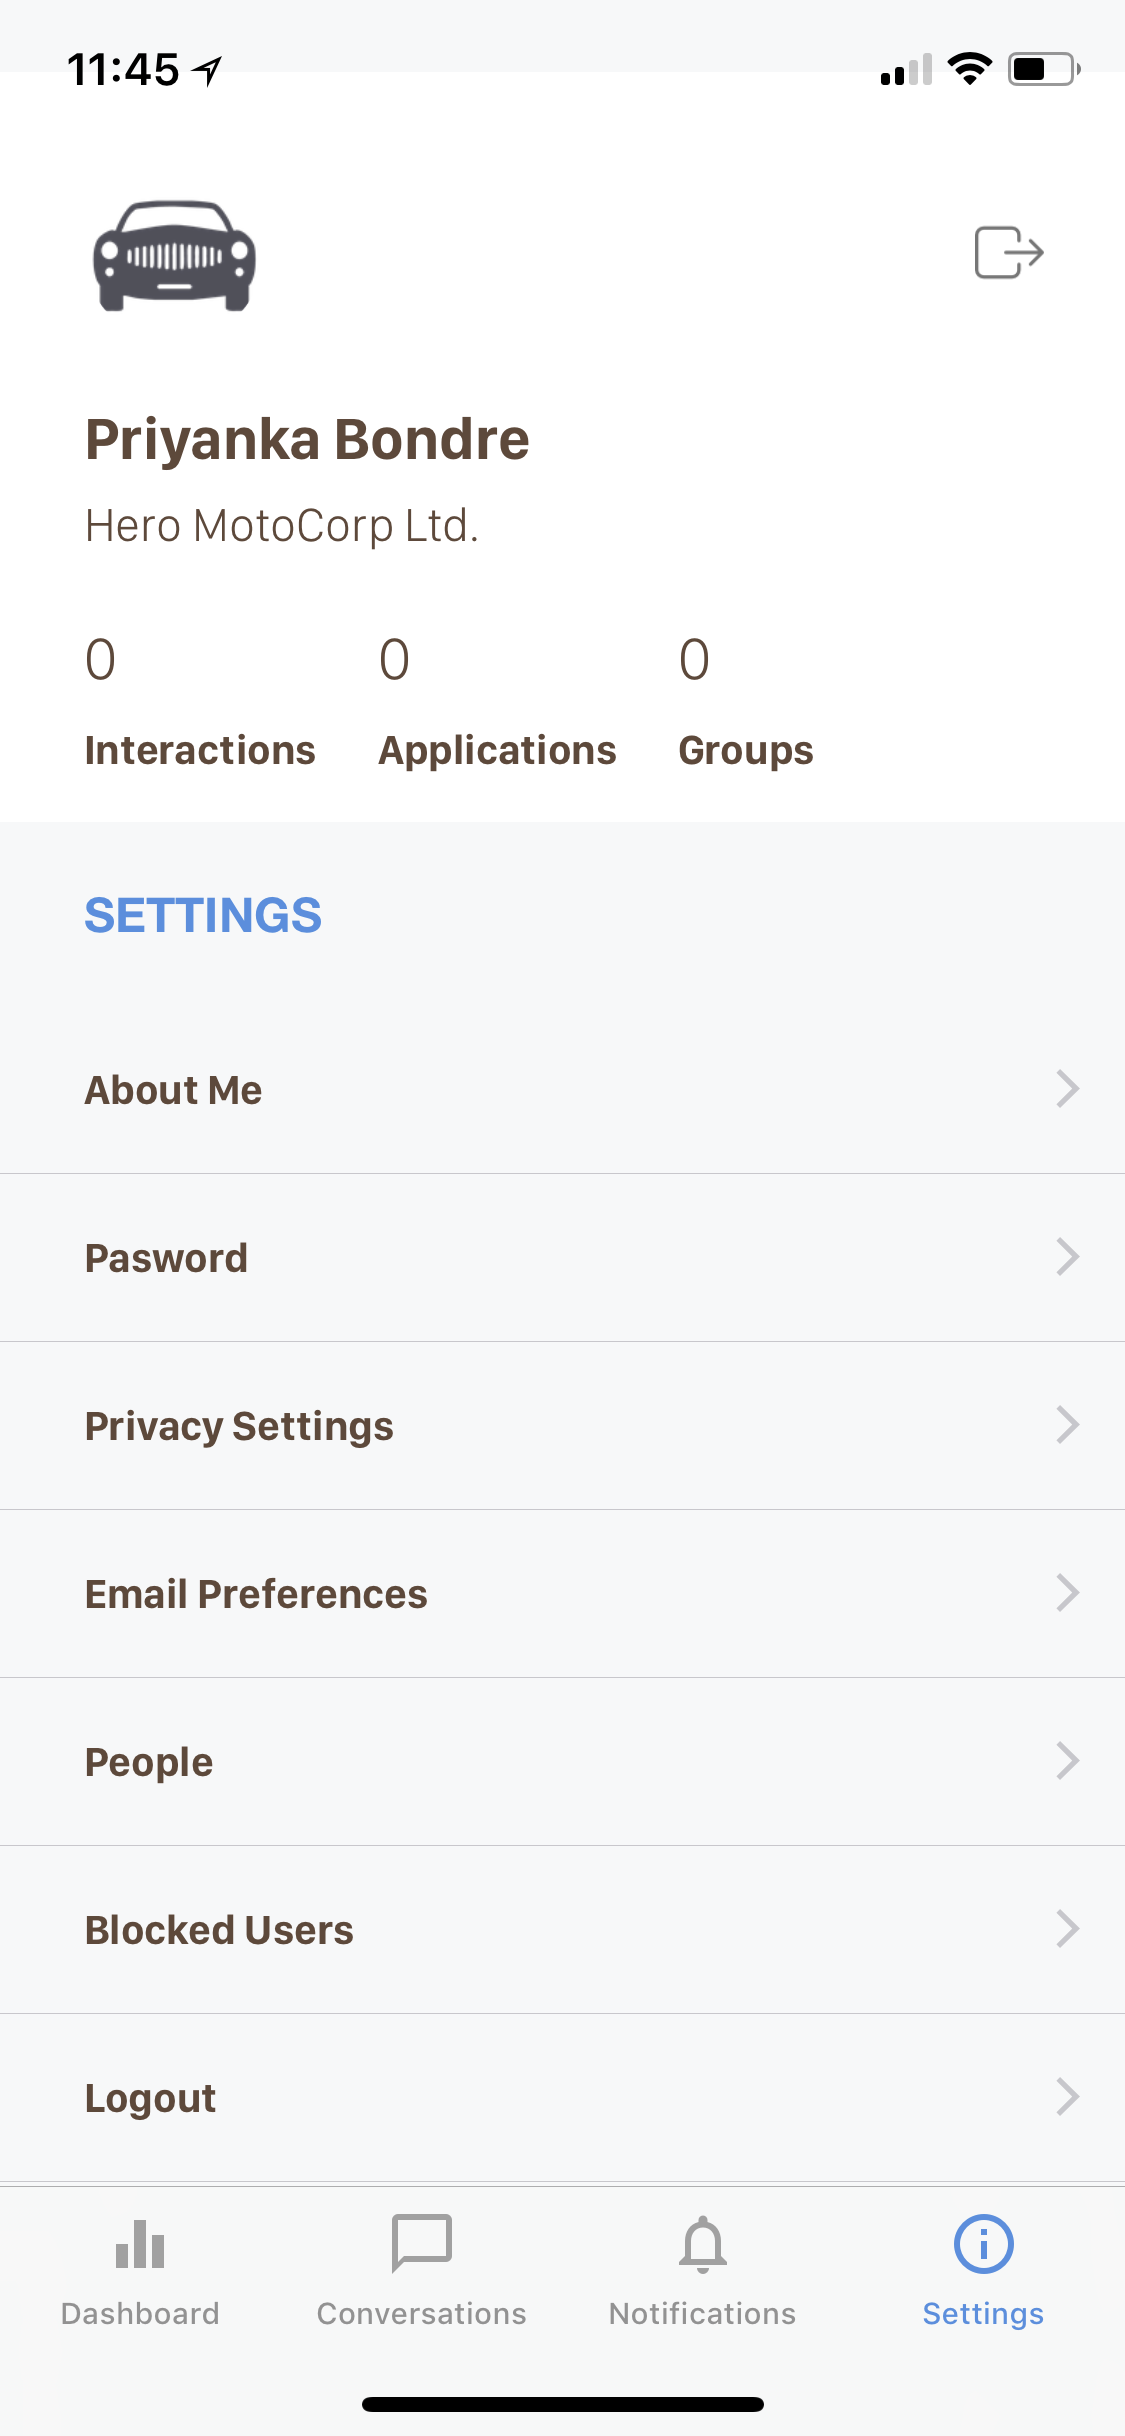 11:45
Priyanka Bondre
Hero MotoCorp Ltd.
0 0 0
Interactions Applications Groups
SETTINGS
About Me
Pasword
Privacy Settings
Email Preferences
People
Blocked Users
Logout
Dashboard Conversations Notifications Settings